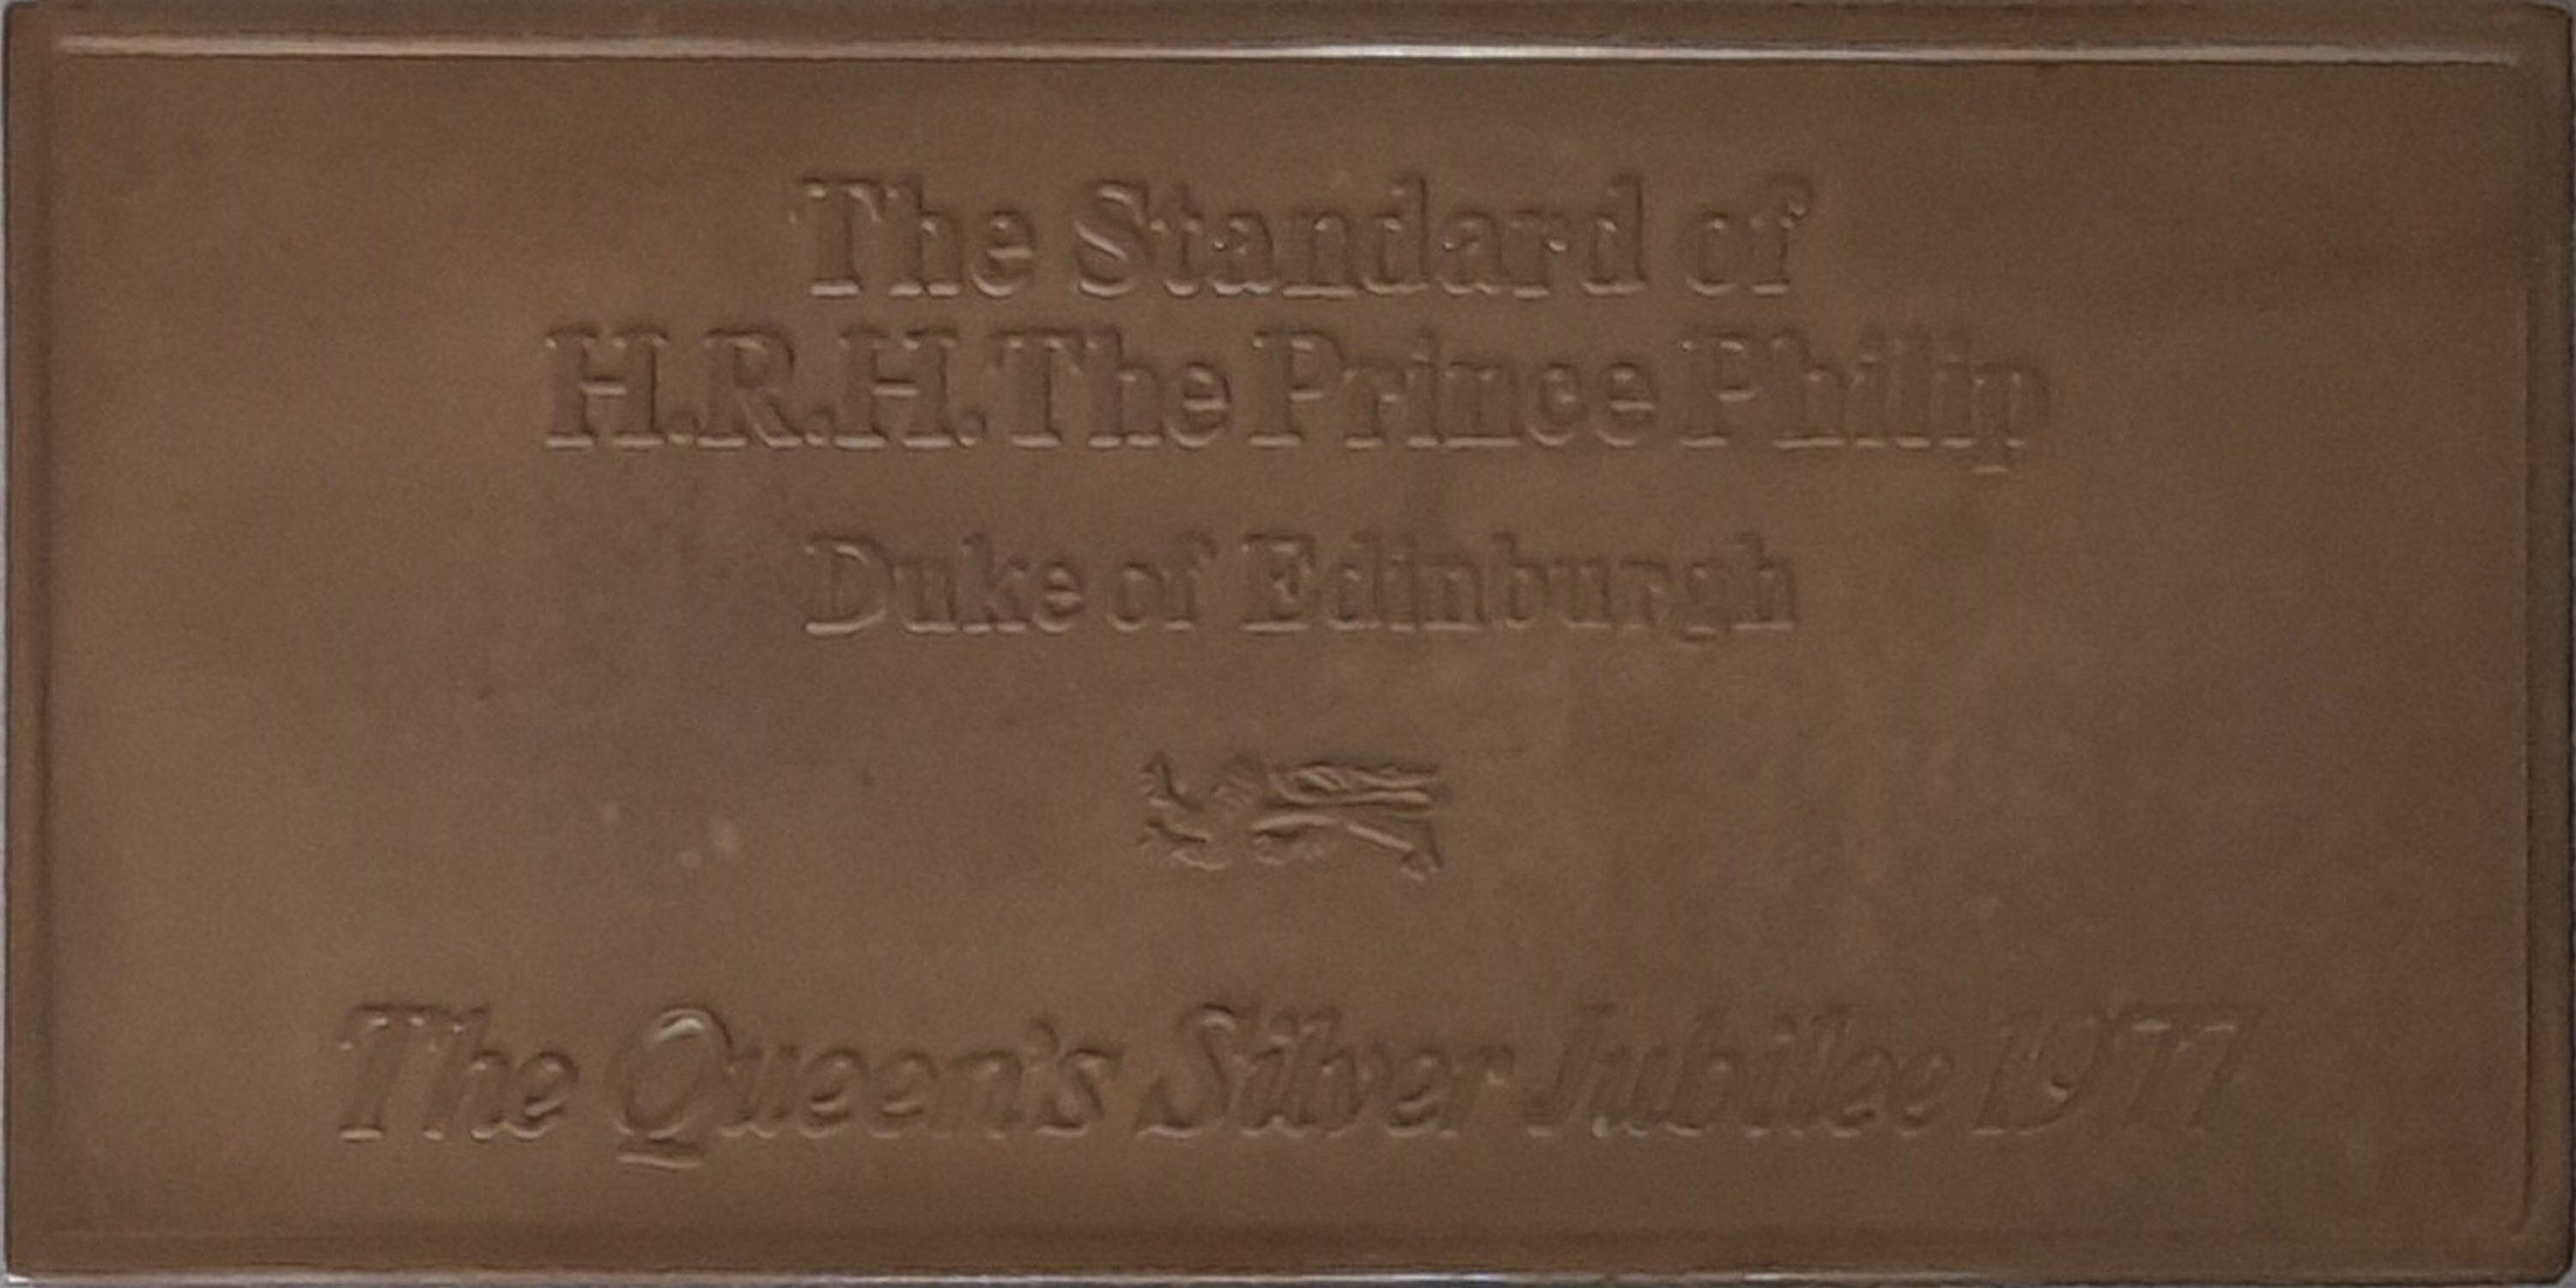 The Standard of
H.R.H. The Prince Philip
Duke of Edinburgh
The Queen's Silver Jubilee 1977